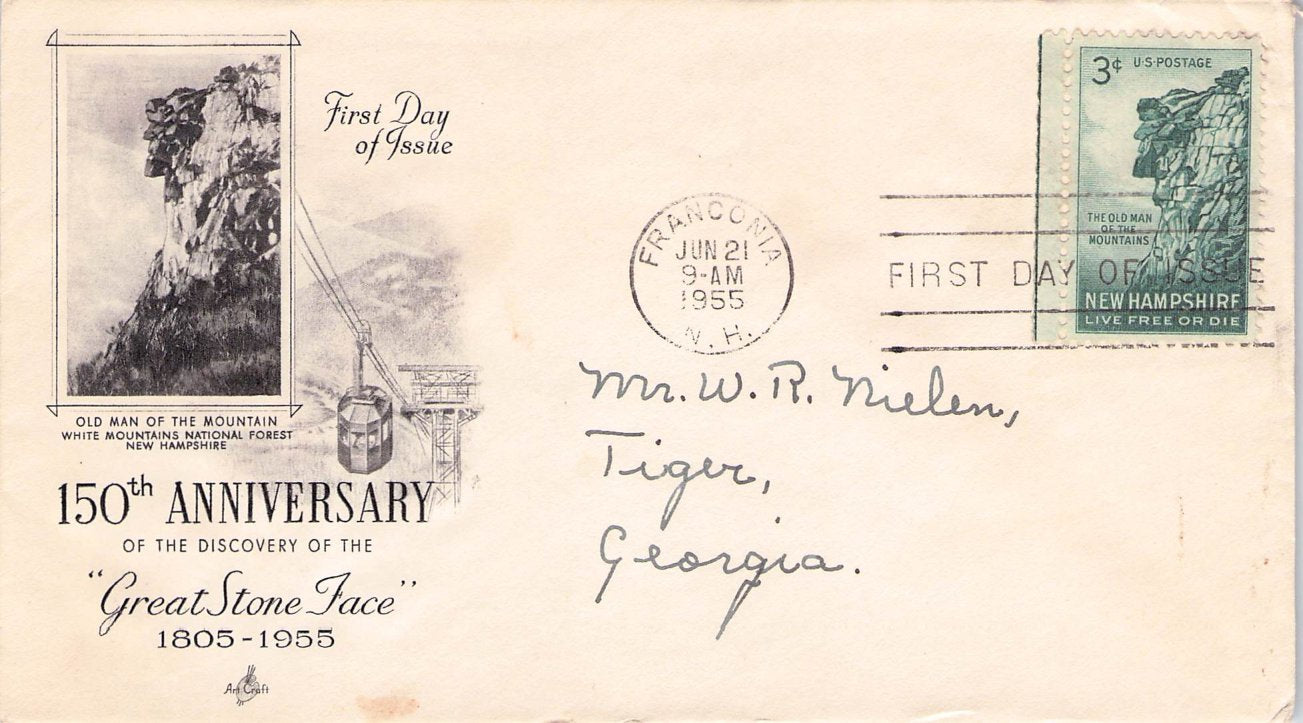 First Day
of Issue
OLD MAN OF THE MOUNTAIN
WHITE MOUNTAINS NATIONAL FOREST
NEW HAMPSHIRE
150th ANNIVERSARY
OF THE DISCOVERY OF THE
"Great Stone Face"
1805-1955
Art Craft
FRANCONIA
JUN 21
9-AM
1955
N.H.
3¢ U·S·POSTAGE
THE OLD MAN
OF THE
MOUNTAINS
FIRST DAY OF ISSUE
NEW HAMPSHIRE
LIVE FREE OR DIE
Mr. W. R. Nielen,
Tiger,
Georgia.